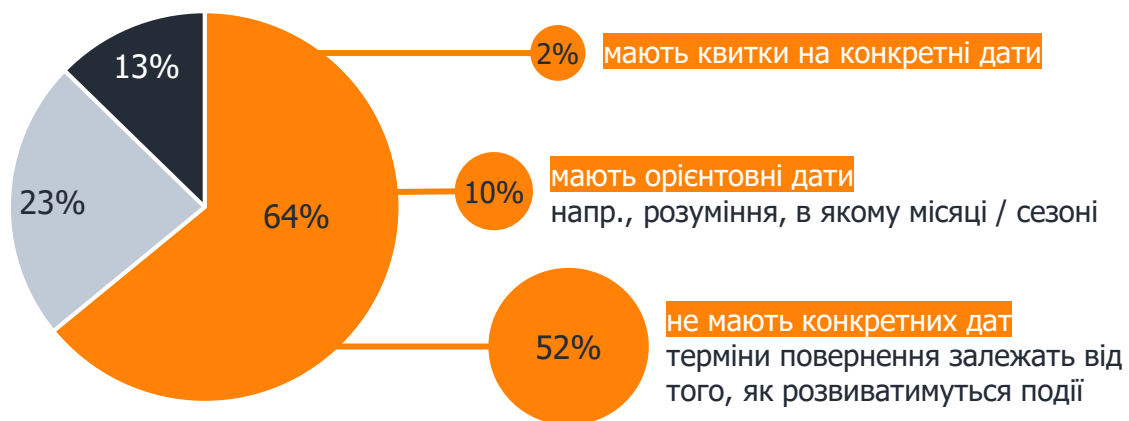 13%
23%
64%
2%
мають квитки на конкретні дати
10%
мають орієнтовні дати
напр., розуміння, в якому місяці / сезоні
52%
не мають конкретних дат
терміни повернення залежать від
того, як розвиватимуться події